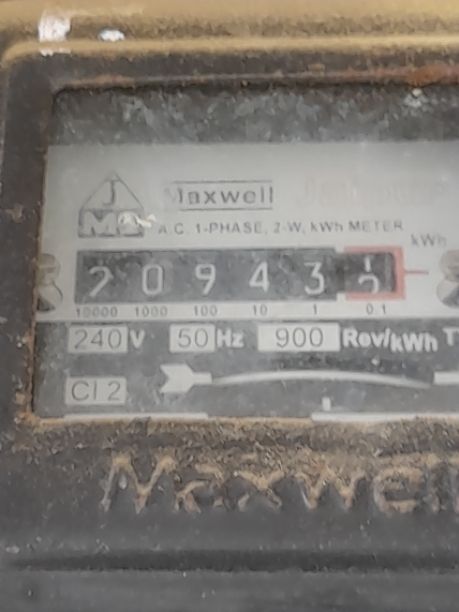 J
Maxwell
A.C. 1-PHASE, 2-W, kWh METER
kWh
2 0 9 4 3
10000 1000 100 10 1 0.1
240 V 50 Hz 900 Rev/kWh
Cl 2
Maxwell